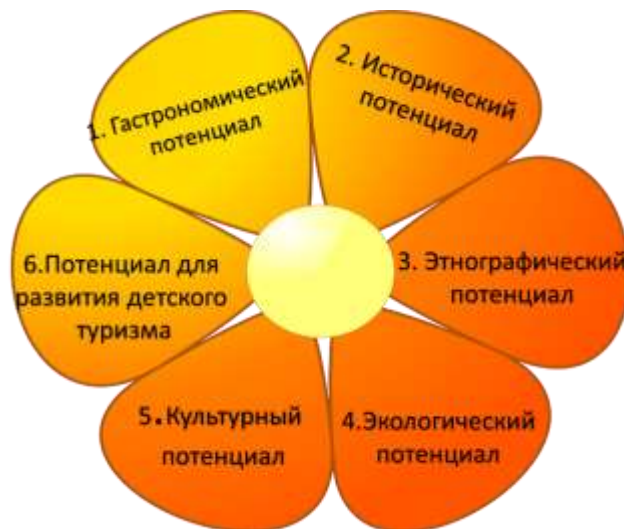 1. Гастрономический
потенциал
2. Исторический
потенциал
3. Этнографический
потенциал
4.Экологический
потенциал
5.Культурный
потенциал
6.Потенциал для
развития детского
туризма